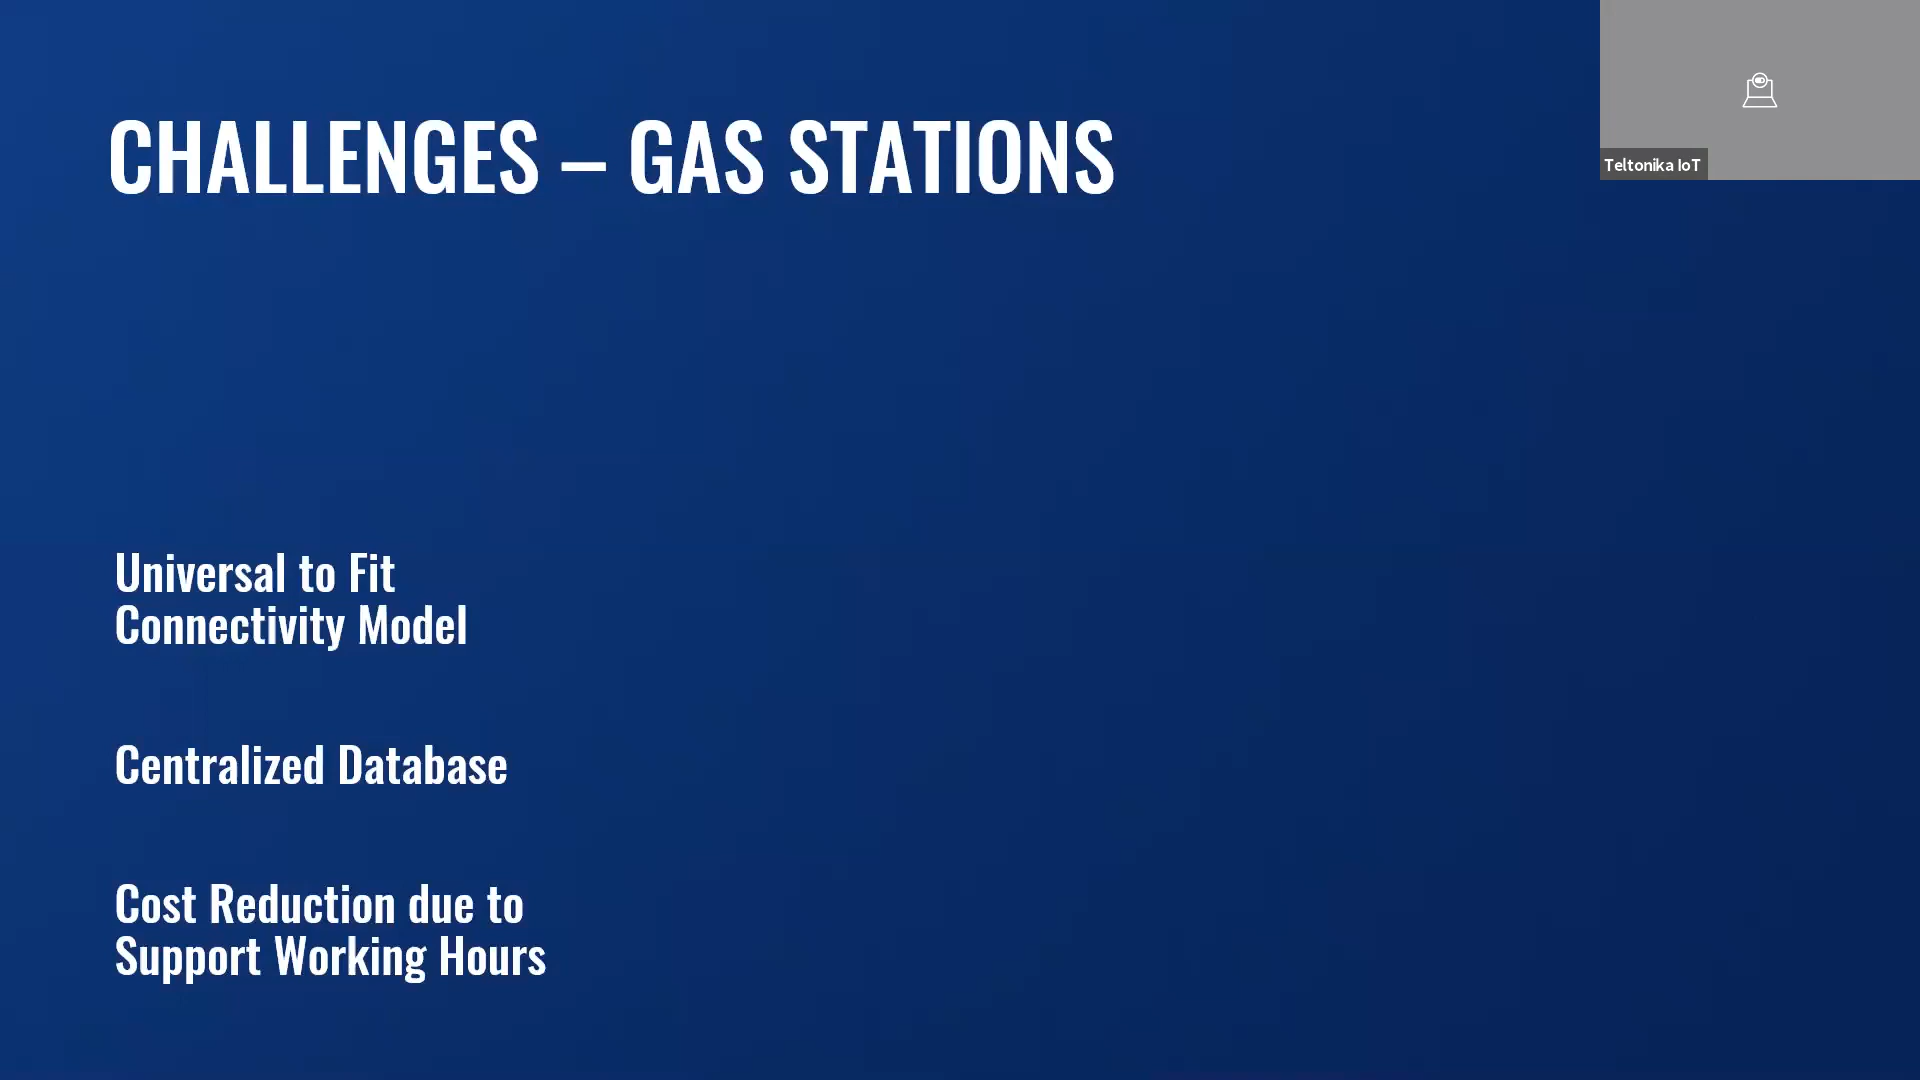 CHALLENGES – GAS STATIONS
Teltonika IoT
Universal to Fit
Connectivity Model
Centralized Database
Cost Reduction due to
Support Working Hours